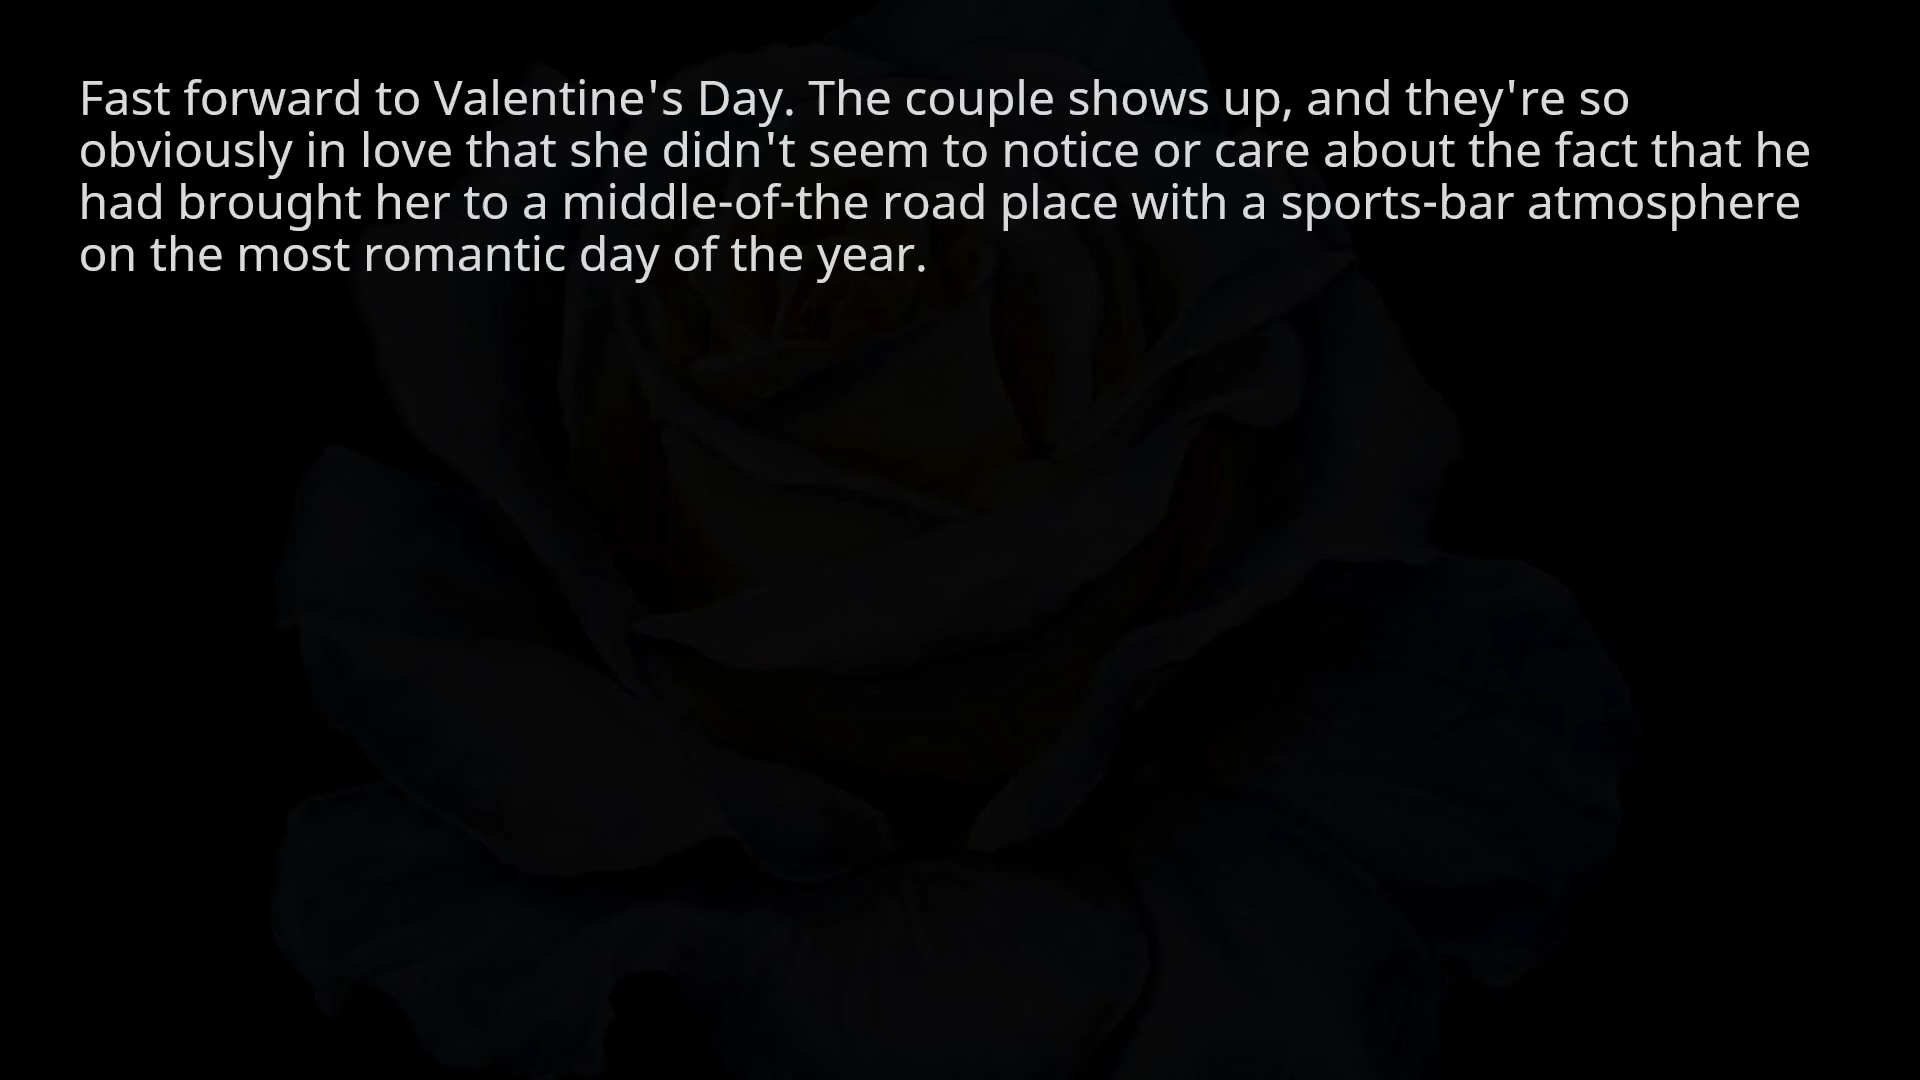 Fast forward to Valentine's Day. The couple shows up, and they're so
obviously in love that she didn't seem to notice or care about the fact that he
had brought her to a middle-of-the road place with a sports-bar atmosphere
on the most romantic day of the year.